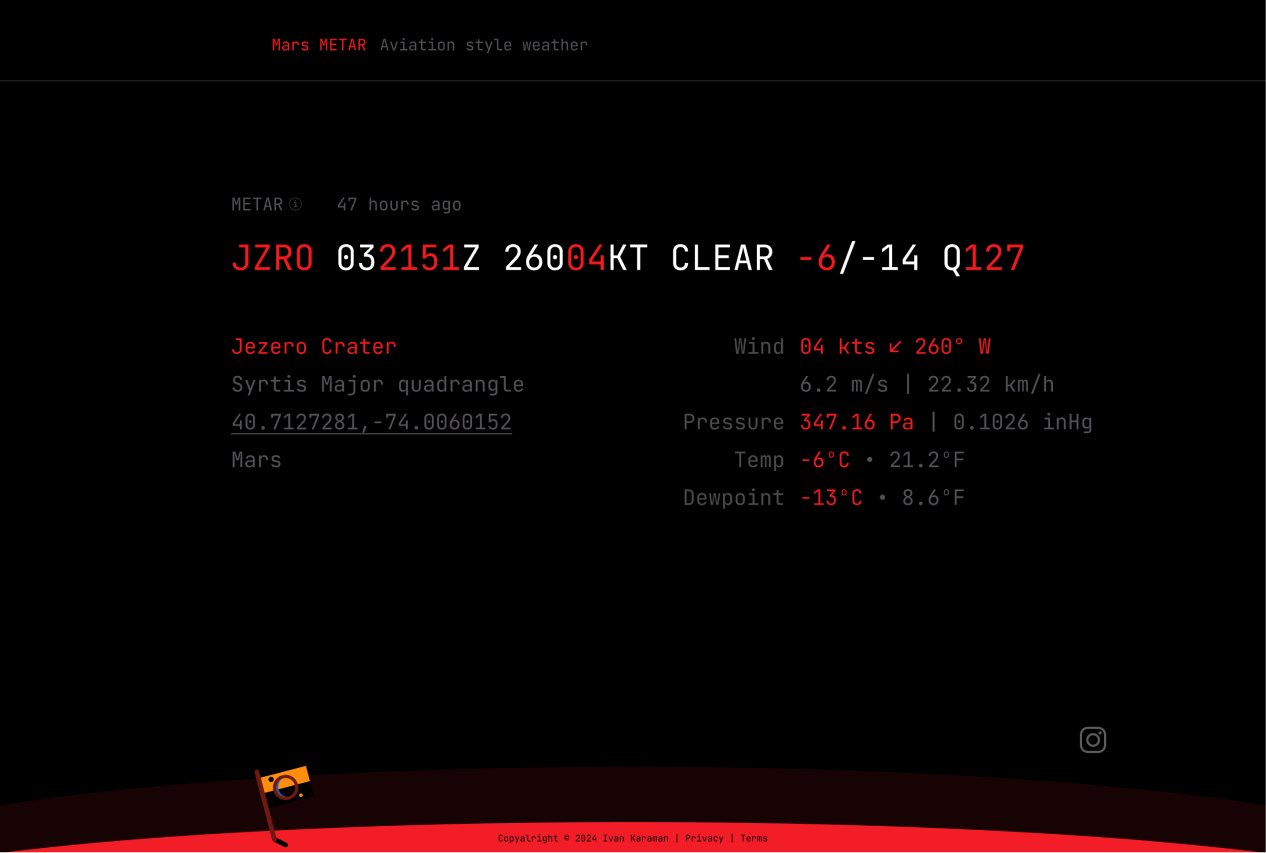 Mars METAR Aviation style weather
METAR 47 hours ago
JZRO 032151Z 26004KT CLEAR -6/-14 Q127
Jezero Crater
Syrtis Major quadrangle
40.7127281,-74.0060152
Mars
Wind 04 kts ↙ 260° W
6.2 m/s | 22.32 km/h
Pressure 347.16 Pa | 0.1026 inHg
Temp -6°C • 21.2°F
Dewpoint -13°C • 8.6°F
Copyalright © 2024 Ivan Karaman | Privacy | Terms